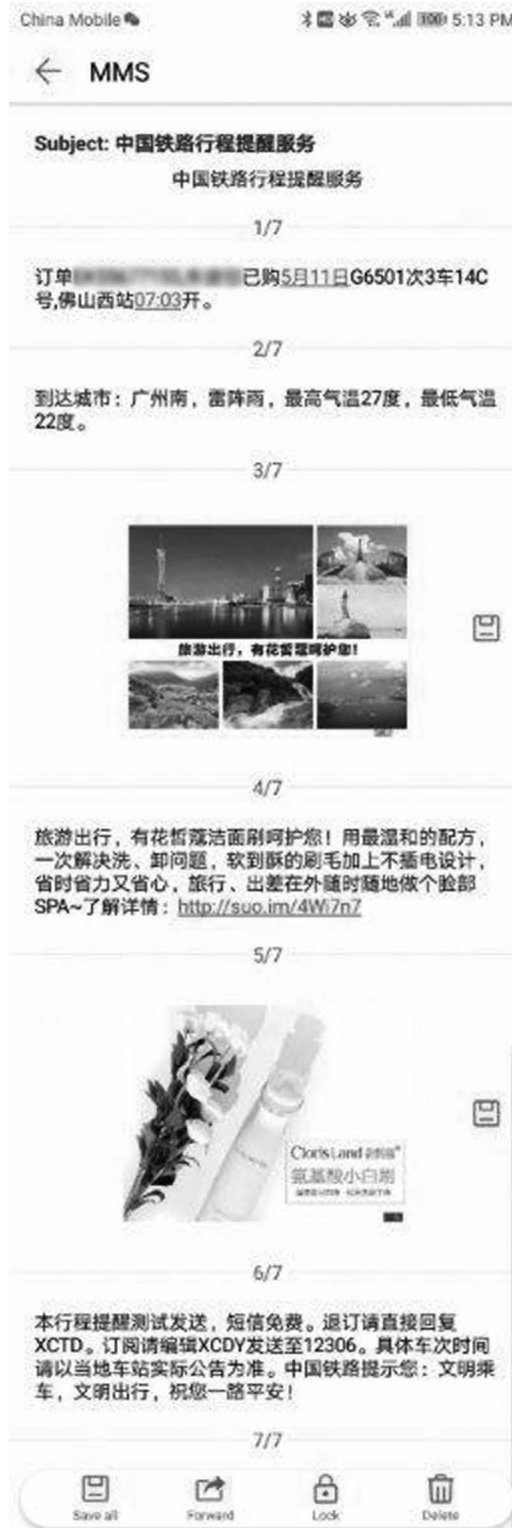 China Mobile
5:13 PM
MMS
Subject: 中国铁路行程提醒服务
中国铁路行程提醒服务
1/7
订单
已购5月11日G6501次3车14C
号,佛山西站07:03开。
2/7
到达城市：广州南，雷阵雨，最高气温27度，最低气温
22度。
3/7
旅游出行，有花皙蔻呵护您！
4/7
旅游出行，有花皙蔻洁面刷呵护您！用最温和的配方，
一次解决洗、卸问题，软到酥的刷毛加上不插电设计，
省时省力又省心，旅行、出差在外随时随地做个脸部
SPA~了解详情：http://suo.im/4Wi7n7
5/7
Cloris Land
氨基酸小白刷
6/7
本行程提醒测试发送，短信免费。退订请直接回复
XCTD。订阅请编辑XCDY发送至12306。具体车次时间
请以当地车站实际公告为准。中国铁路提示您：文明乘
车，文明出行，祝您一路平安！
7/7
Save all
Forward
Lock
Delete